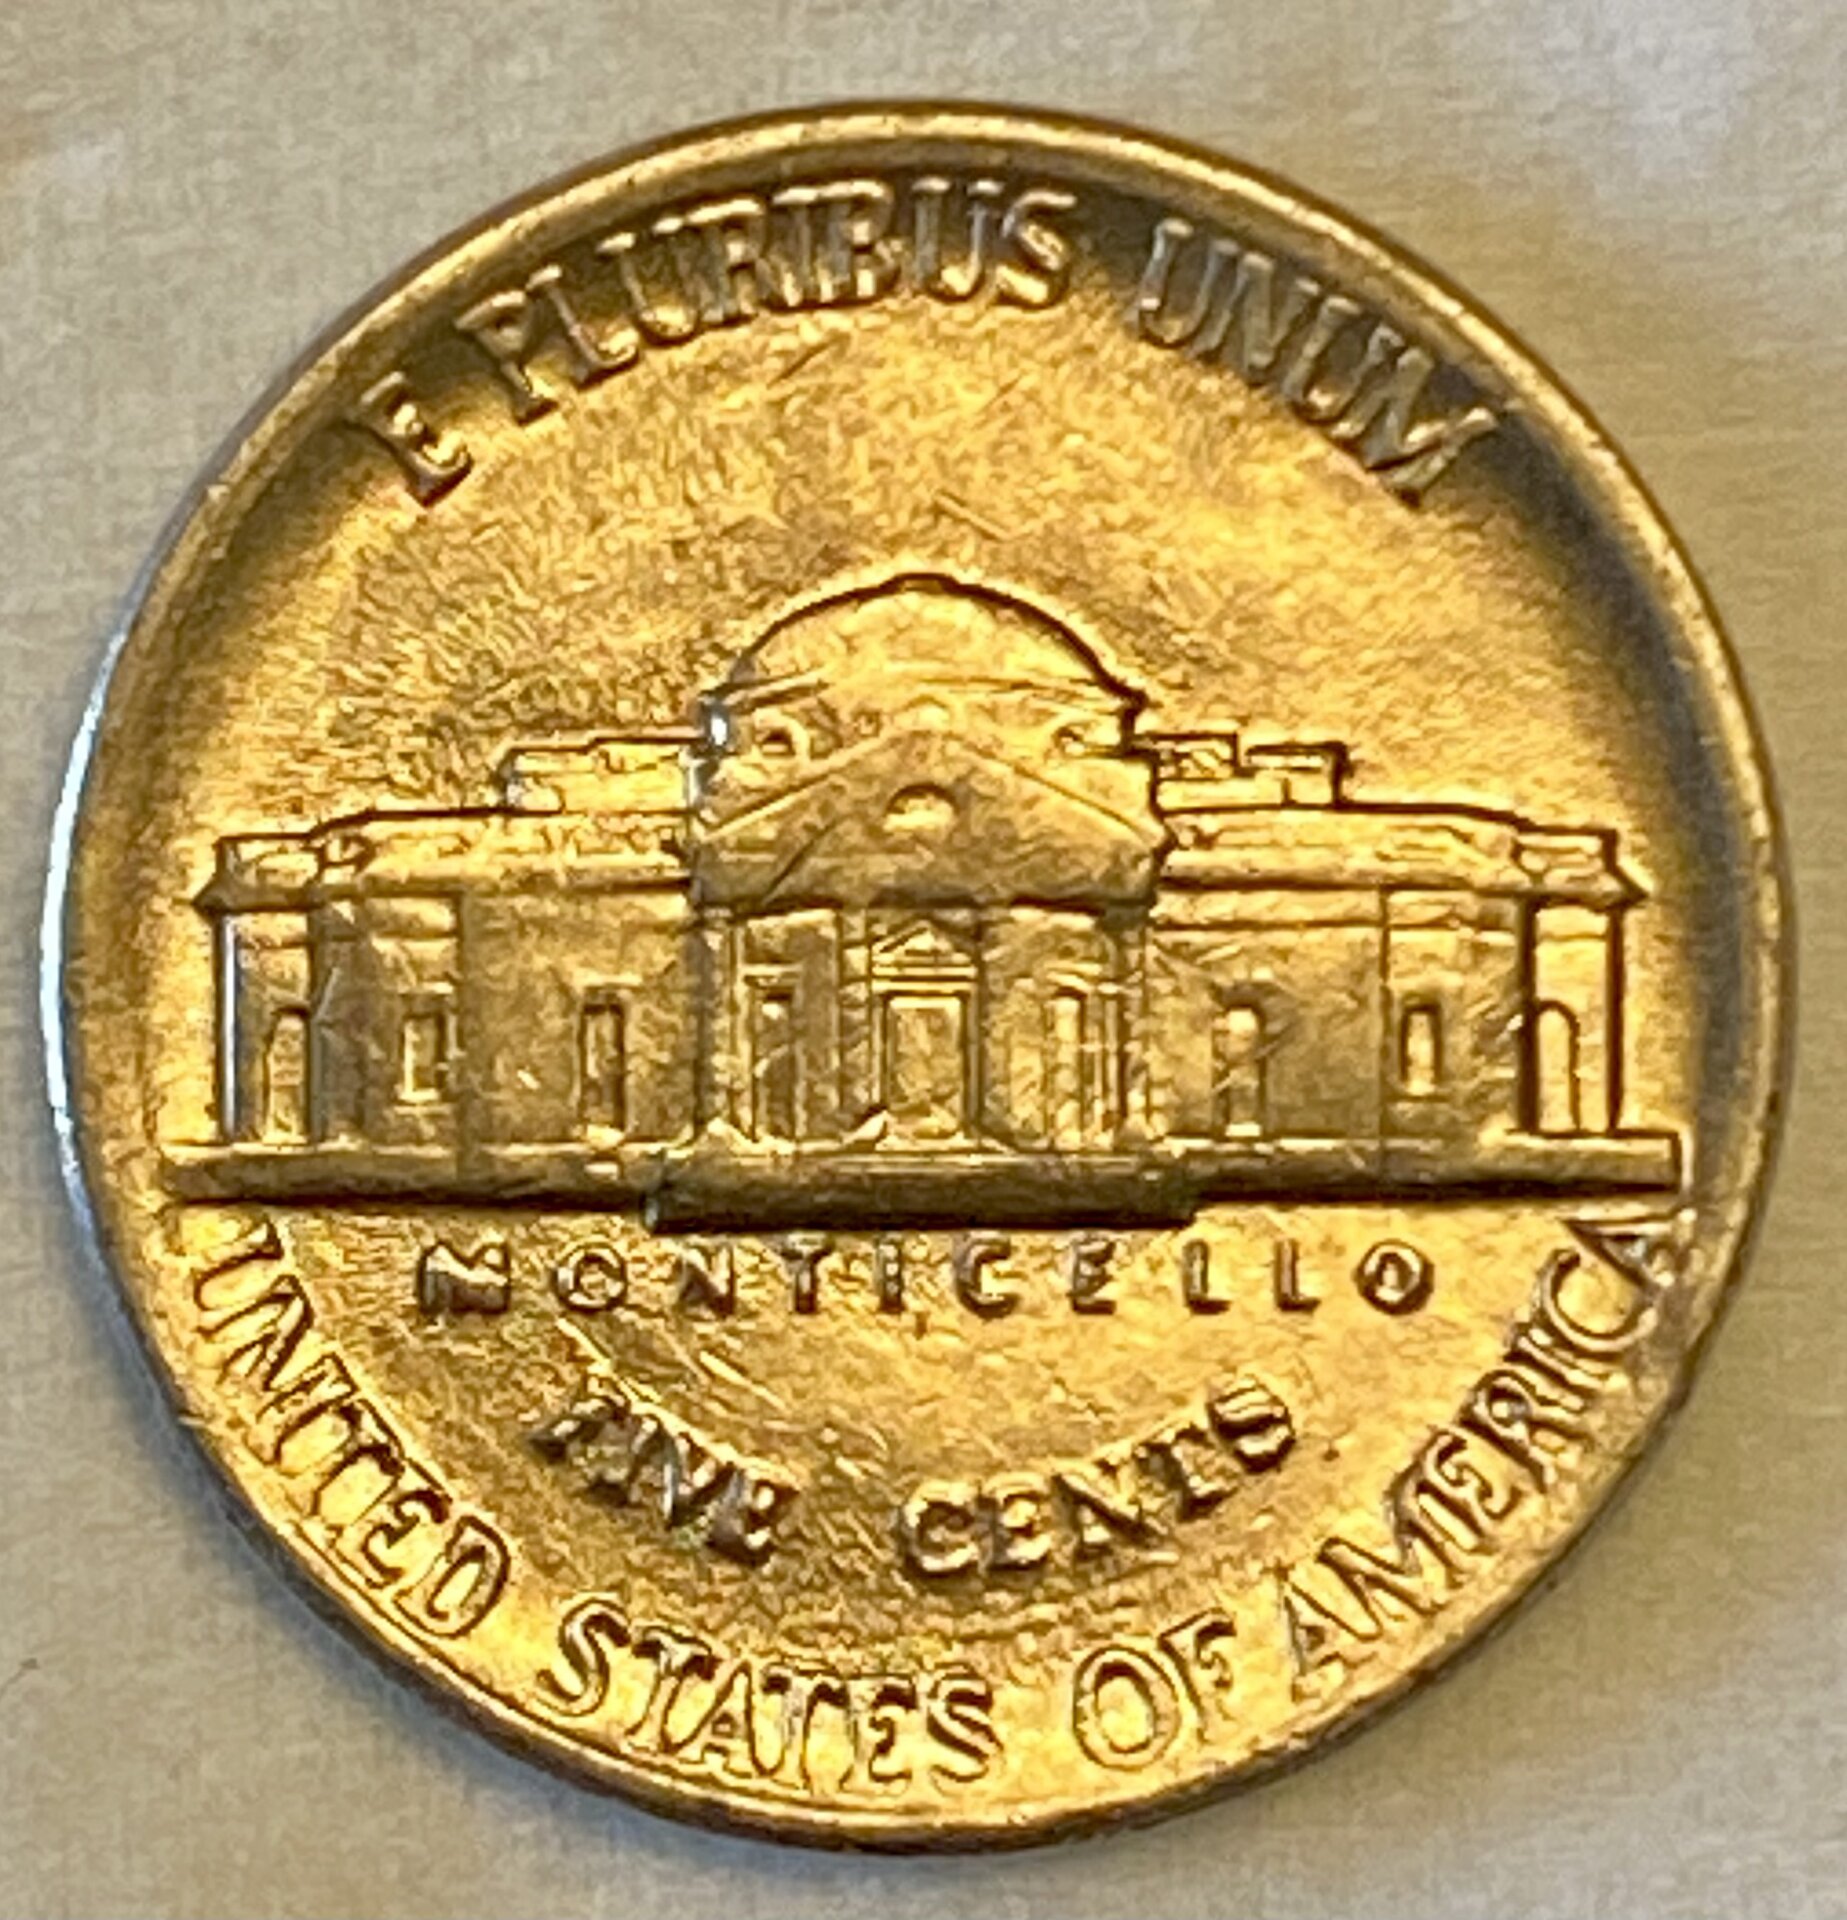 E PLURIBUS UNUM
MONTICELLO
FIVE CENTS
UNITED STATES OF AMERICA